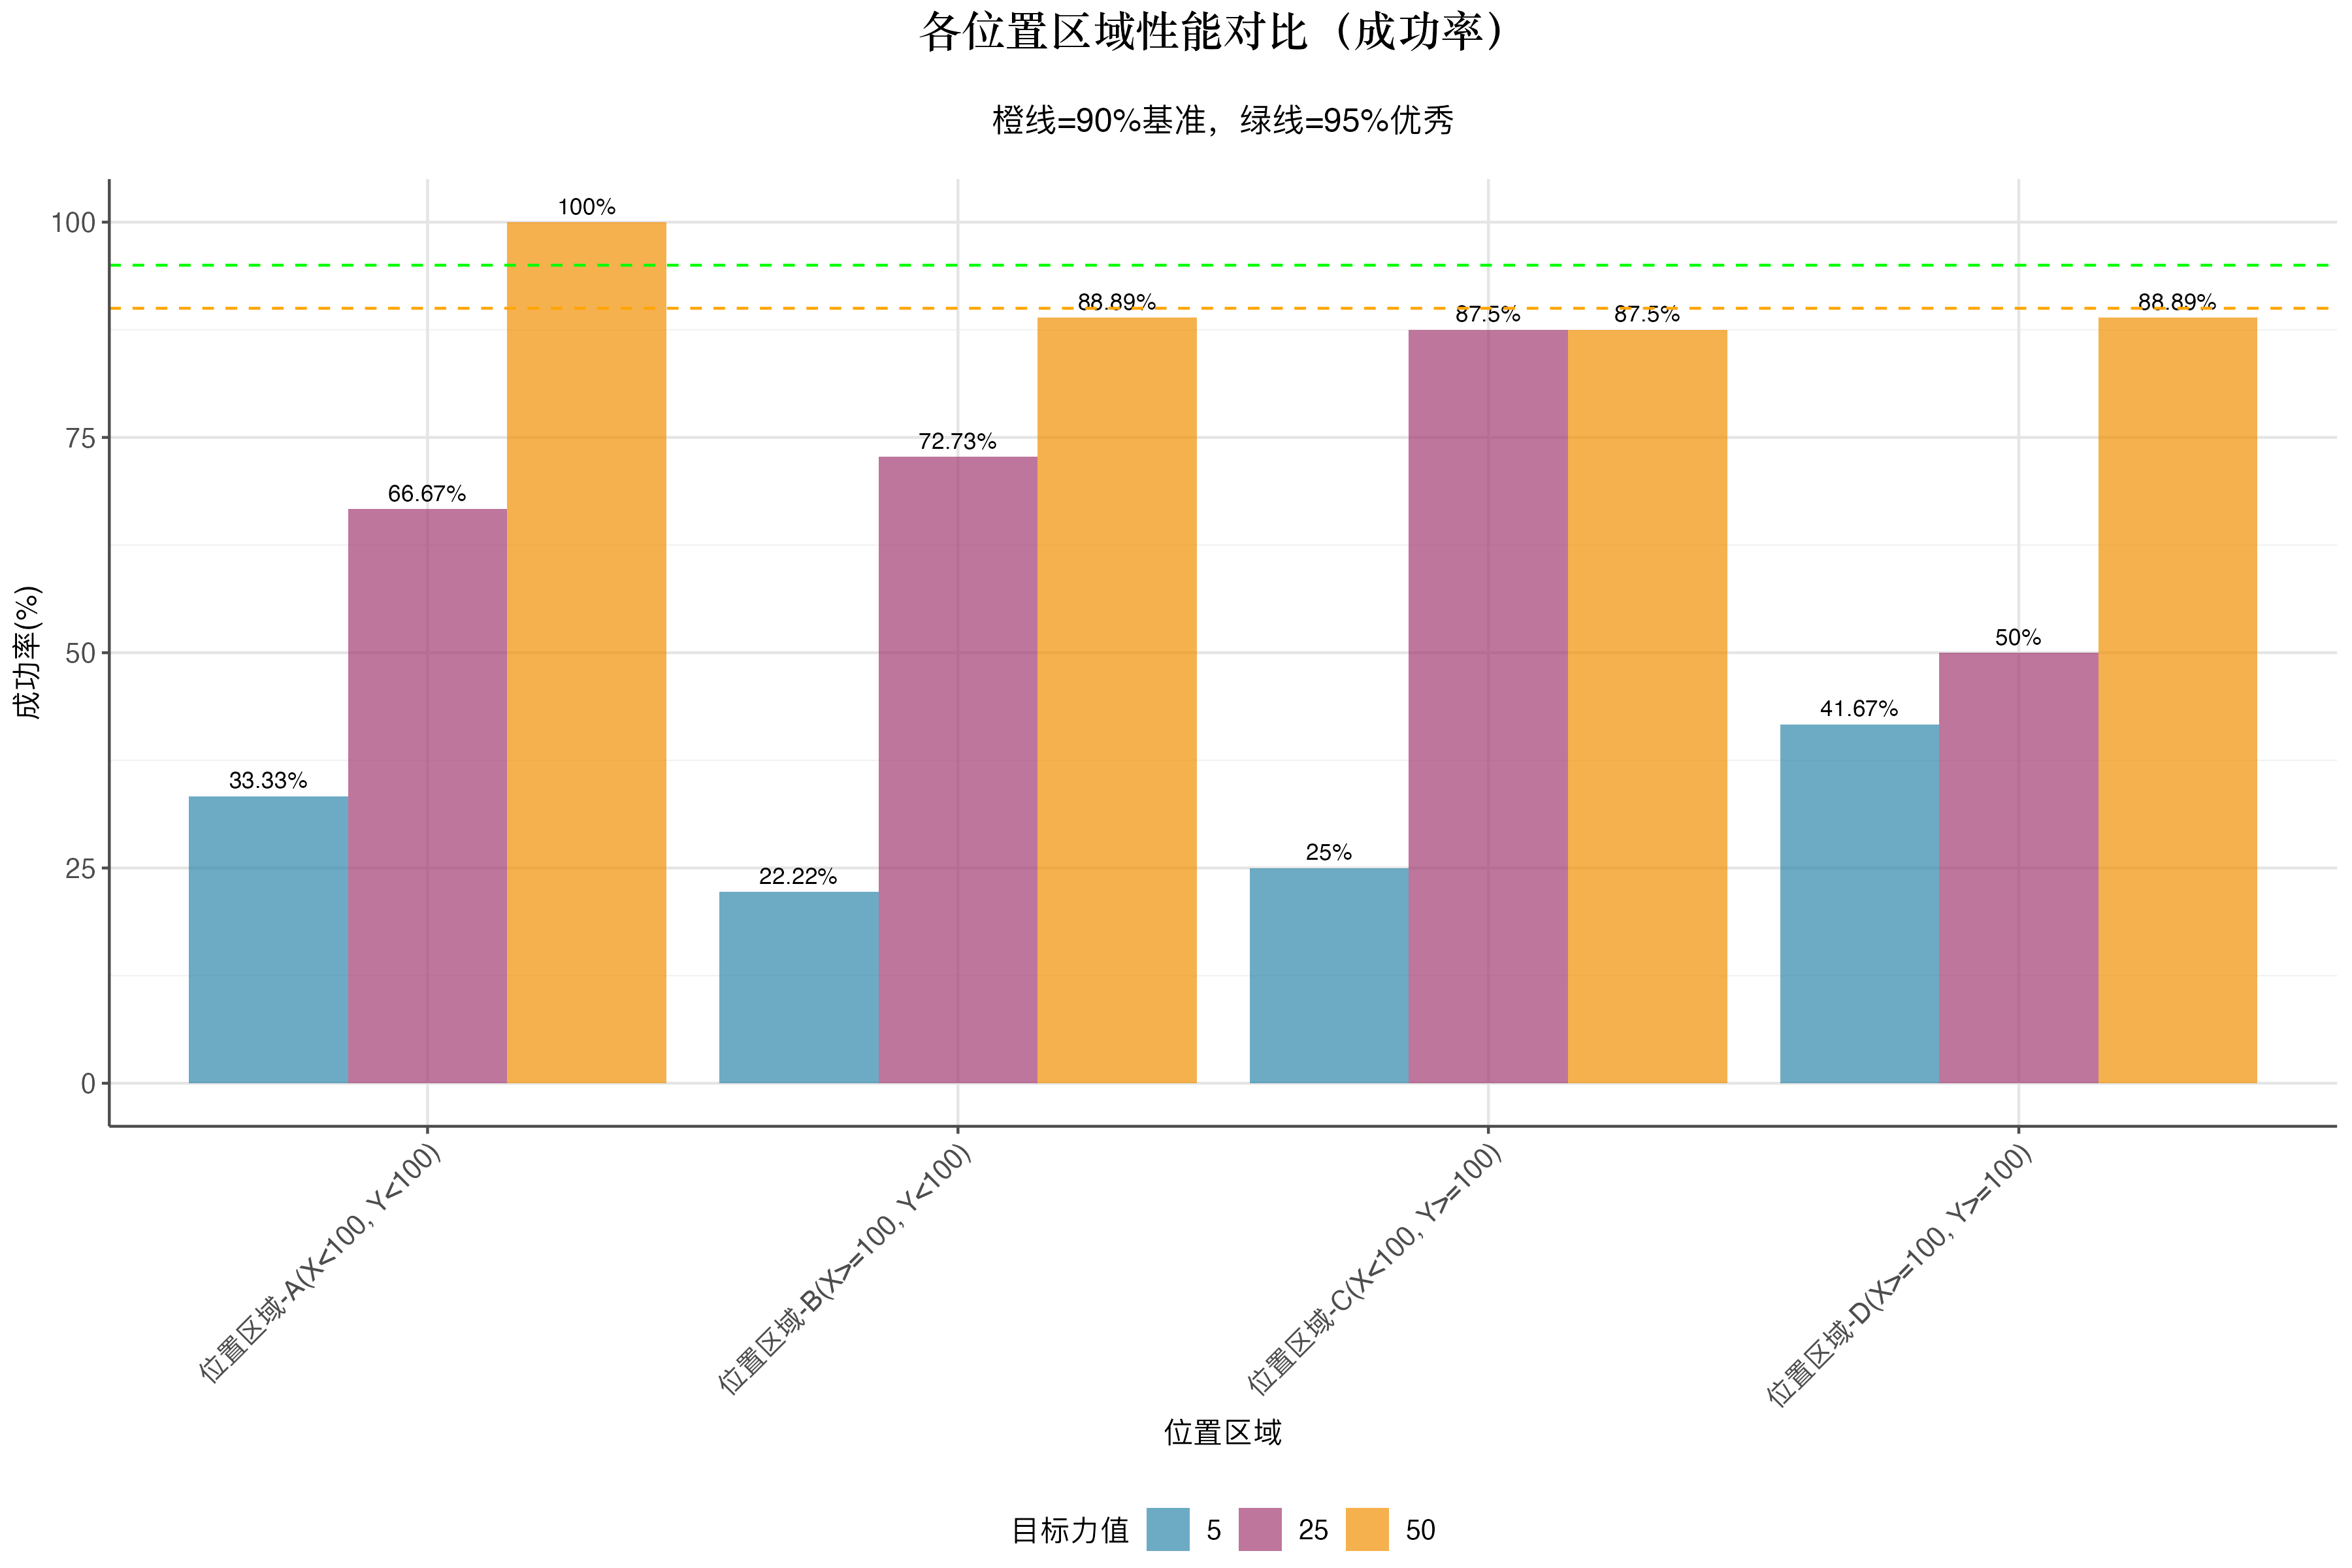 各位置区域性能对比（成功率）
橙线=90%基准，绿线=95%优秀
成功率(%)
100
75
50
25
0
33.33%
66.67%
100%
22.22%
72.73%
88.89%
25%
87.5%
87.5%
41.67%
50%
88.89%
位置区域-A(X<100, Y<100)
位置区域-B(X>=100, Y<100)
位置区域-C(X<100, Y>=100)
位置区域-D(X>=100, Y>=100)
位置区域
目标力值 5 25 50